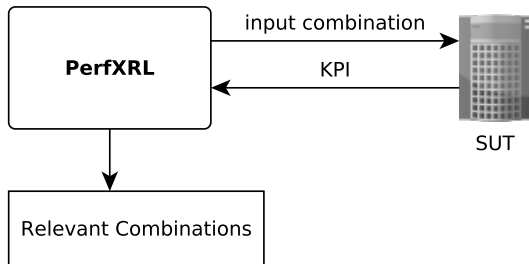 input combination
PerfXRL
KPI
SUT
Relevant Combinations